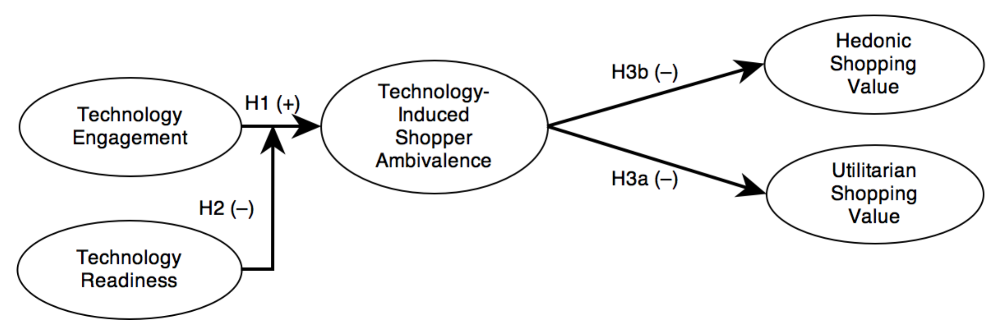 Technology
Engagement
H1 (+)
Technology
Readiness
H2 (–)
Technology-
Induced
Shopper
Ambivalence
H3b (–)
Hedonic
Shopping
Value
H3a (–)
Utilitarian
Shopping
Value